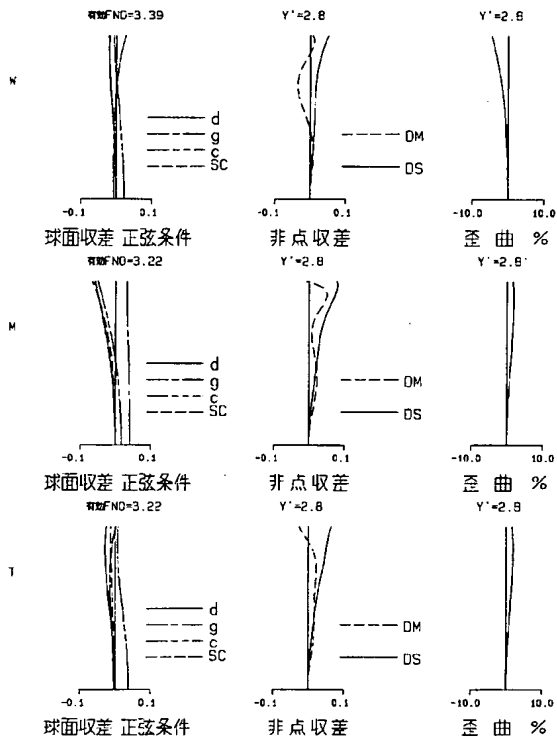 有効FNO=3.39 Y'=2.8 Y'=2.8
W
d
g
c
SC
DM
DS
-0.1 0.1 -0.1 0.1 -10.0 10.0
球面収差 正弦条件 非点収差 歪曲 %
有効FNO=3.22 Y'=2.8 Y'=2.8
M
d
g
c
SC
DM
DS
-0.1 0.1 -0.1 0.1 -10.0 10.0
球面収差 正弦条件 非点収差 歪曲 %
有効FNO=3.22 Y'=2.8 Y'=2.8
T
d
g
c
SC
DM
DS
-0.1 0.1 -0.1 0.1 -10.0 10.0
球面収差 正弦条件 非点収差 歪曲 %